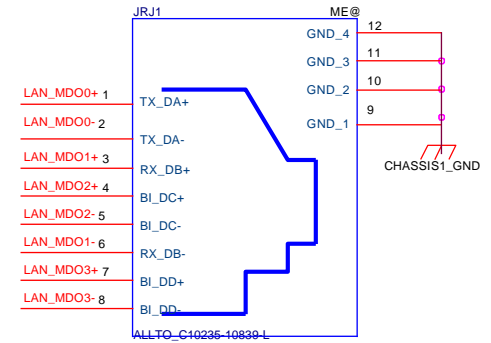 JRJ1 ME@
GND_4 12
GND_3 11
GND_2 10
GND_1 9
CHASSIS1_GND
LAN_MDO0+ 1 TX_DA+
LAN_MDO0- 2 TX_DA-
LAN_MDO1+ 3 RX_DB+
LAN_MDO2+ 4 BI_DC+
LAN_MDO2- 5 BI_DC-
LAN_MDO1- 6 RX_DB-
LAN_MDO3+ 7 BI_DD+
LAN_MDO3- 8 BI_DD-
ALLTO_C10235-10839-L